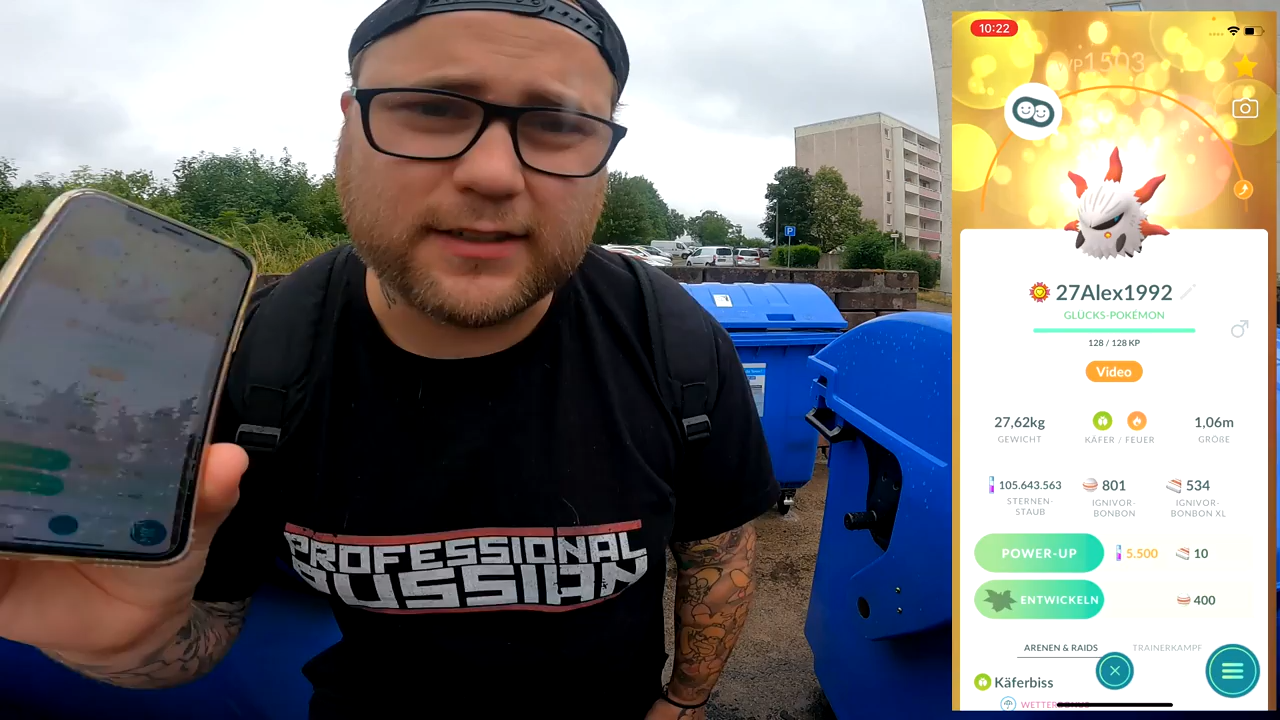 PROFESSIONAL
RUSSIAN
P
10:22
WP1503
27Alex1992
GLÜCKS-POKÉMON
128 / 128 KP
Video
27,62kg
GEWICHT
KÄFER / FEUER
1,06m
GRÖẞE
105.643.563
STERNEN-
STAUB
801
IGNIVOR-
BONBON
534
IGNIVOR-
BONBON XL
POWER-UP
5.500
10
ENTWICKELN
400
ARENEN & RAIDS
TRAINERKAMPF
Käferbiss
WETTERBONUS